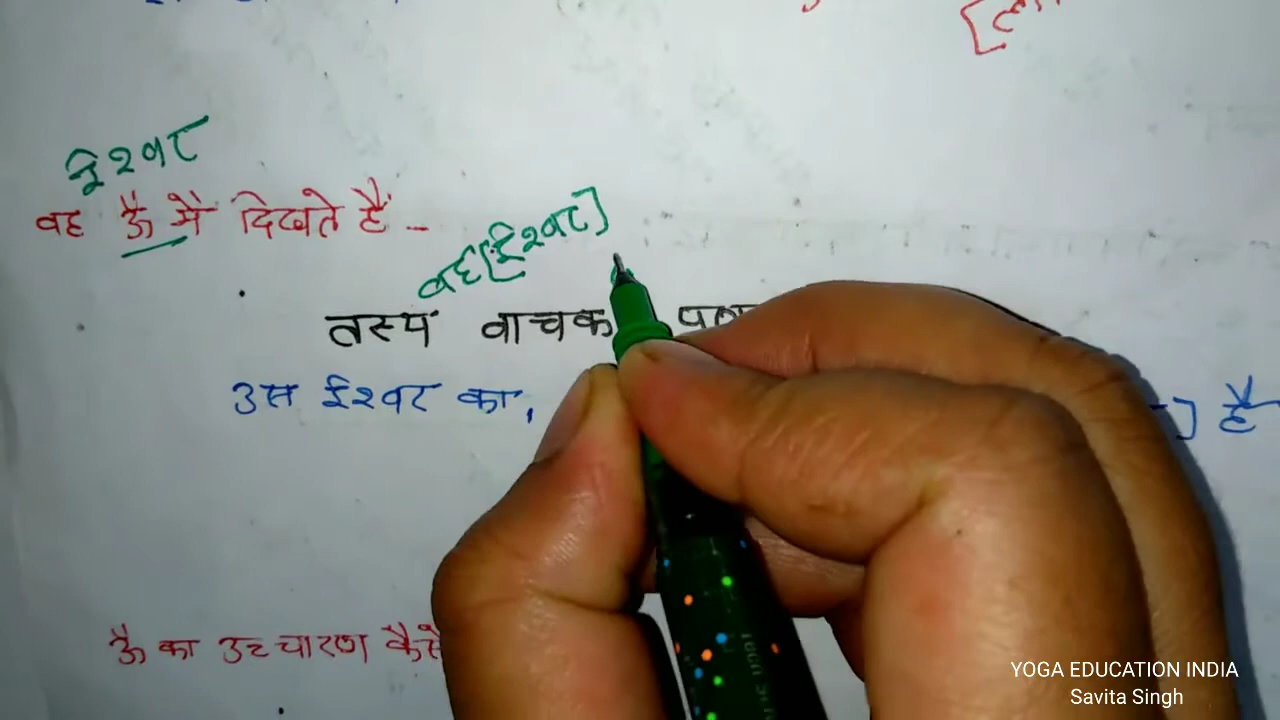 ईश्वर
वह ऊँ में दिखते हैं -
वह [ईश्वर]
तस्य वाचक
उस ईश्वर का,
] है
ऊँ का उच्चारण कैसे
YOGA EDUCATION INDIA
Savita Singh